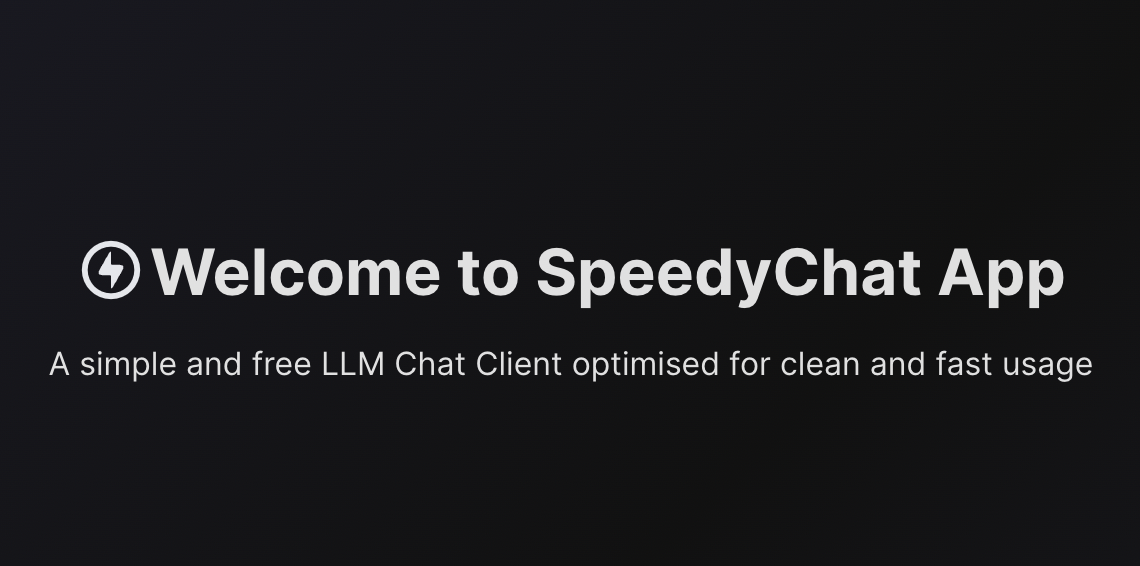 Welcome to SpeedyChat App
A simple and free LLM Chat Client optimised for clean and fast usage